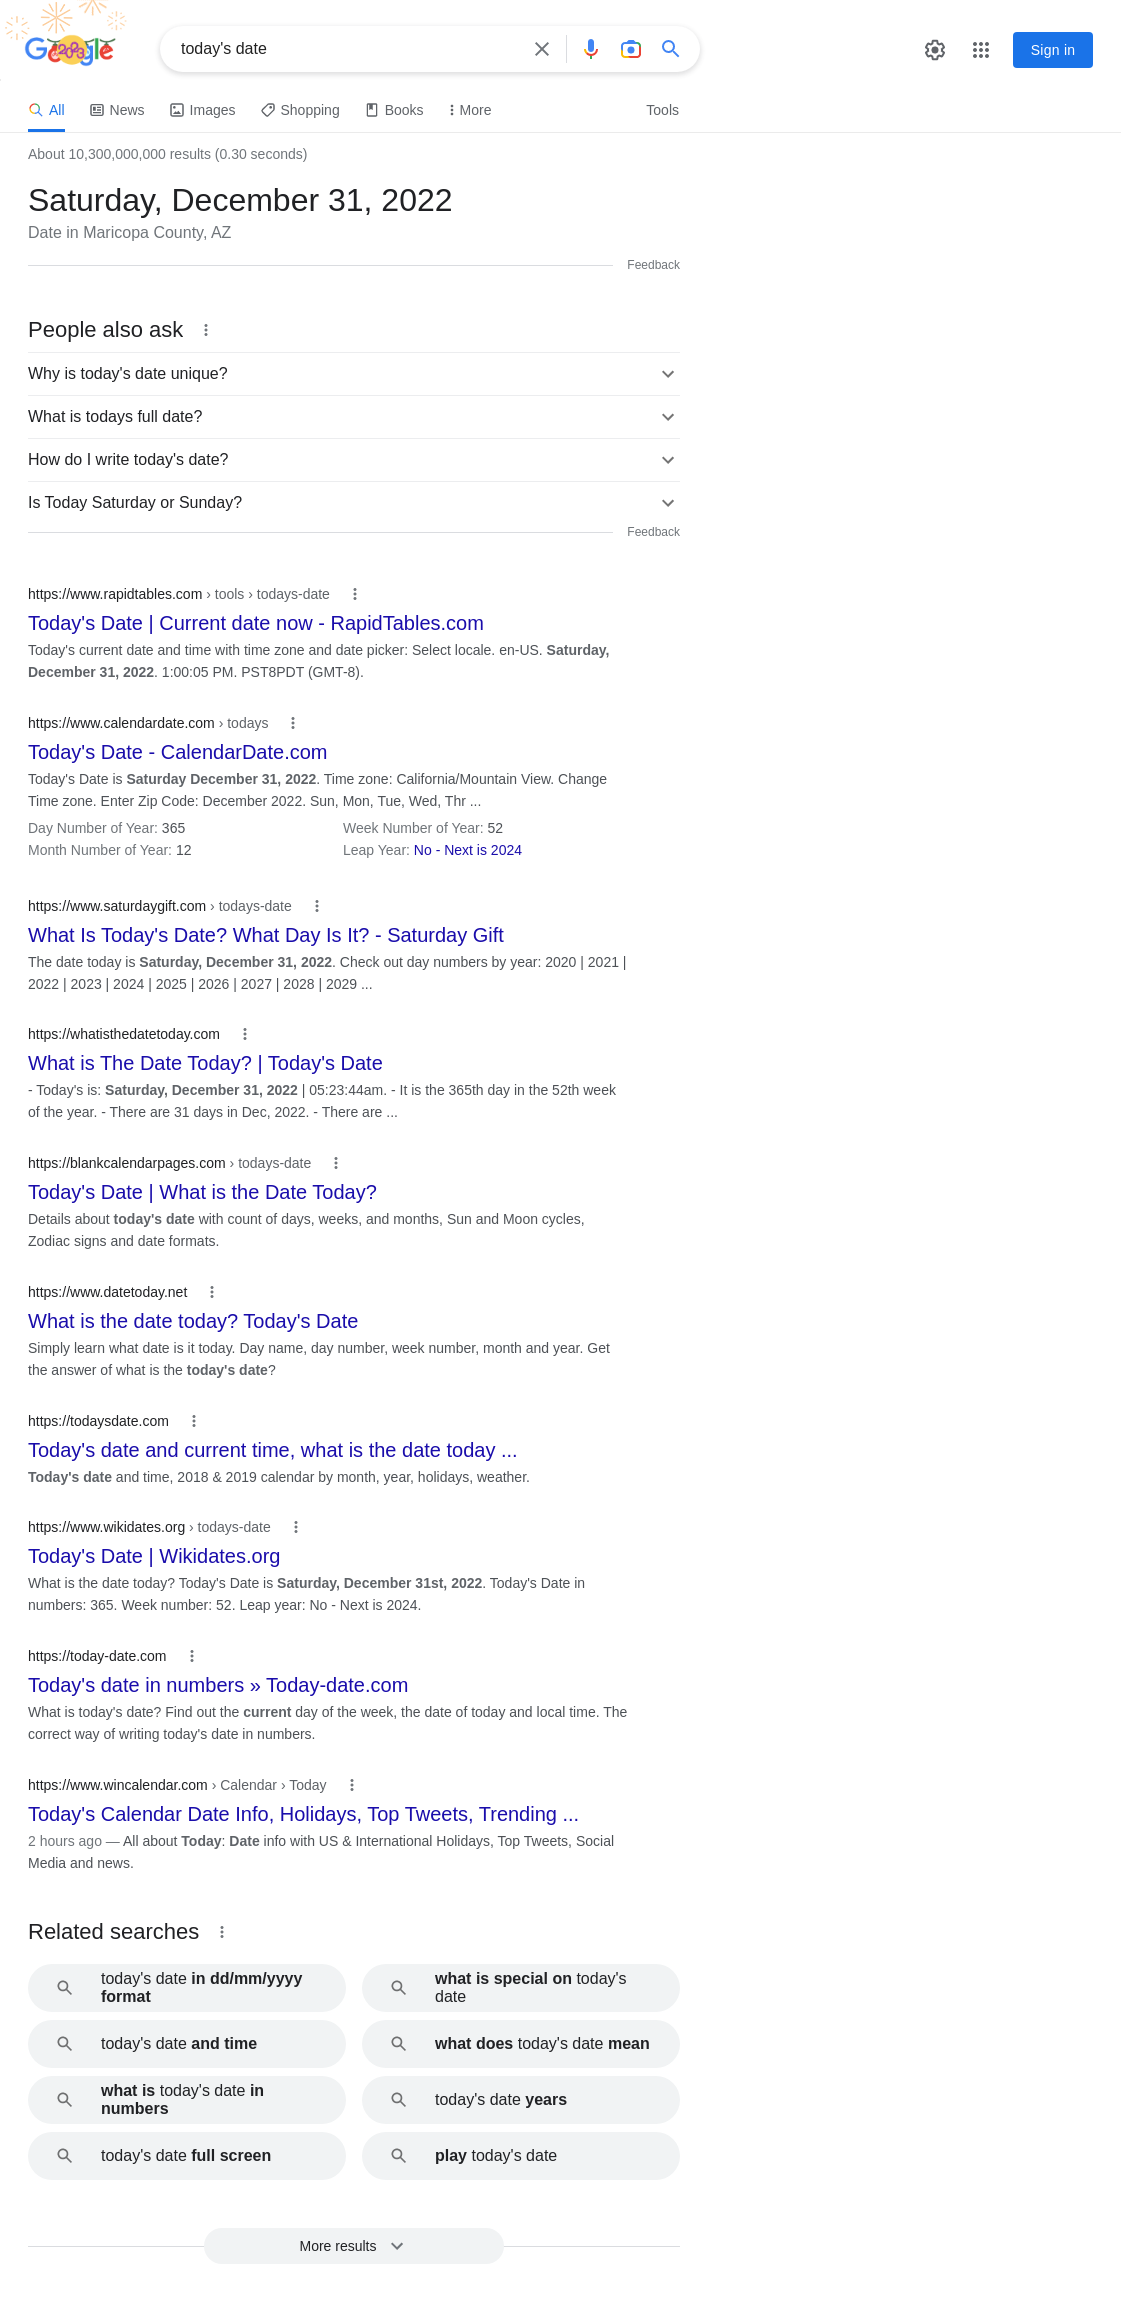 Google
2023
today's date
Sign in
All
News
Images
Shopping
Books
More
Tools
About 10,300,000,000 results (0.30 seconds)
Saturday, December 31, 2022
Date in Maricopa County, AZ
Feedback
People also ask
Why is today's date unique?
What is todays full date?
How do I write today's date?
Is Today Saturday or Sunday?
Feedback
https://www.rapidtables.com › tools › todays-date
Today's Date | Current date now - RapidTables.com
Today's current date and time with time zone and date picker: Select locale. en-US. Saturday,
December 31, 2022. 1:00:05 PM. PST8PDT (GMT-8).
https://www.calendardate.com › todays
Today's Date - CalendarDate.com
Today's Date is Saturday December 31, 2022. Time zone: California/Mountain View. Change
Time zone. Enter Zip Code: December 2022. Sun, Mon, Tue, Wed, Thr ...
Day Number of Year: 365
Week Number of Year: 52
Month Number of Year: 12
Leap Year: No - Next is 2024
https://www.saturdaygift.com › todays-date
What Is Today's Date? What Day Is It? - Saturday Gift
The date today is Saturday, December 31, 2022. Check out day numbers by year: 2020 | 2021 |
2022 | 2023 | 2024 | 2025 | 2026 | 2027 | 2028 | 2029 ...
https://whatisthedatetoday.com
What is The Date Today? | Today's Date
- Today's is: Saturday, December 31, 2022 | 05:23:44am. - It is the 365th day in the 52th week
of the year. - There are 31 days in Dec, 2022. - There are ...
https://blankcalendarpages.com › todays-date
Today's Date | What is the Date Today?
Details about today's date with count of days, weeks, and months, Sun and Moon cycles,
Zodiac signs and date formats.
https://www.datetoday.net
What is the date today? Today's Date
Simply learn what date is it today. Day name, day number, week number, month and year. Get
the answer of what is the today's date?
https://todaysdate.com
Today's date and current time, what is the date today ...
Today's date and time, 2018 & 2019 calendar by month, year, holidays, weather.
https://www.wikidates.org › todays-date
Today's Date | Wikidates.org
What is the date today? Today's Date is Saturday, December 31st, 2022. Today's Date in
numbers: 365. Week number: 52. Leap year: No - Next is 2024.
https://today-date.com
Today's date in numbers » Today-date.com
What is today's date? Find out the current day of the week, the date of today and local time. The
correct way of writing today's date in numbers.
https://www.wincalendar.com › Calendar › Today
Today's Calendar Date Info, Holidays, Top Tweets, Trending ...
2 hours ago — All about Today: Date info with US & International Holidays, Top Tweets, Social
Media and news.
Related searches
today's date in dd/mm/yyyy
format
what is special on today's
date
today's date and time
what does today's date mean
what is today's date in
numbers
today's date years
today's date full screen
play today's date
More results